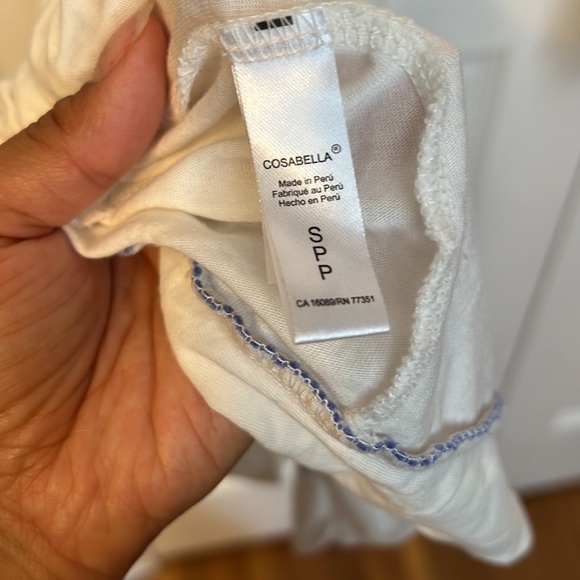 COSABELLA®
Made in Perú
Fabriqué au Perú
Hecho en Perú
S
P
P
CA 16089/RN 77351